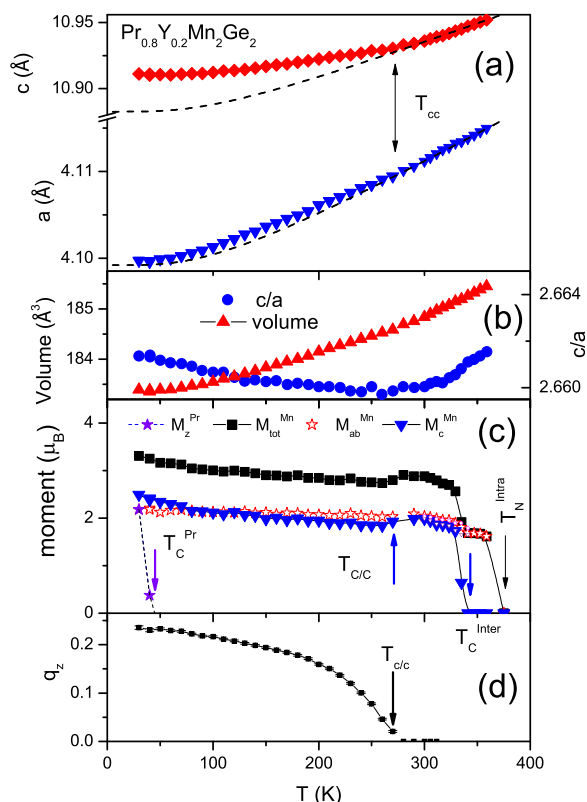 Pr0.8Y0.2Mn2Ge2
(a)
10.95
10.90
c (Å)
Tcc
4.11
4.10
a (Å)
(b)
c/a
volume
185
184
Volume (Å3)
2.664
2.660
c/a
(c)
MzPr
MtotMn
MabMn
McMn
4
2
0
moment (μB)
TCPr
TC/C
TCInter
TNIntra
(d)
0.2
0.1
0.0
qz
Tc/c
0 100 200 300 400
T (K)